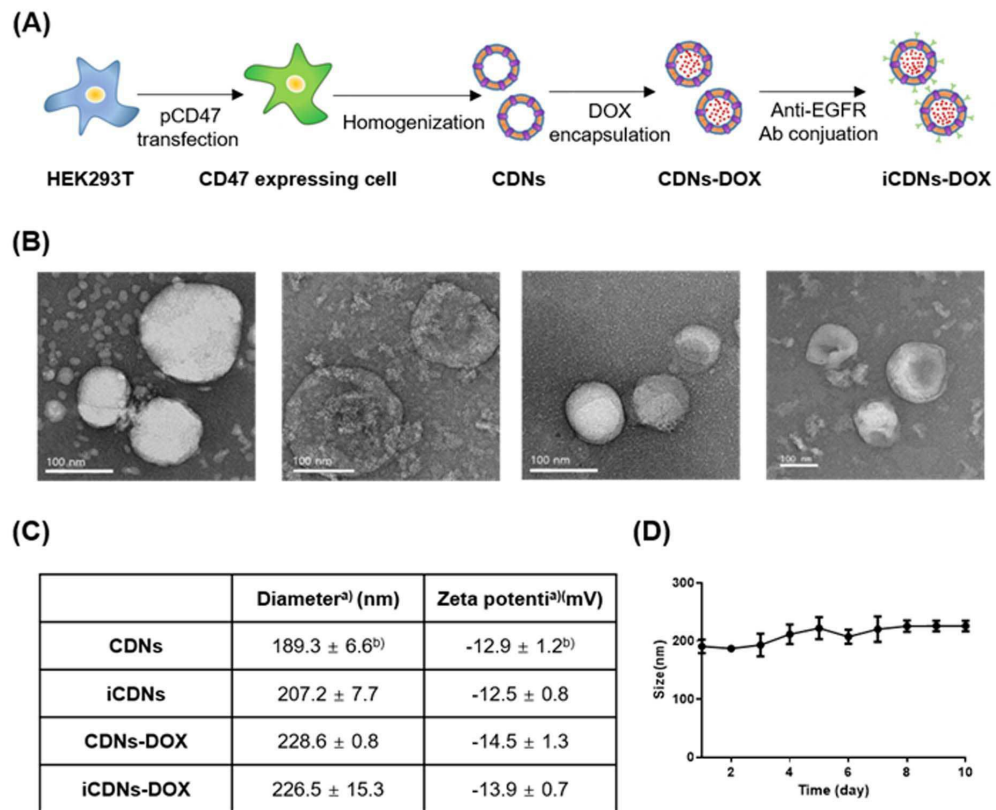 (A)
pCD47
transfection
Homogenization
DOX
encapsulation
Anti-EGFR
Ab conjuation
HEK293T
CD47 expressing cell
CDNs
CDNs-DOX
iCDNs-DOX
(B)
100 nm
100 nm
100 nm
100 nm
(C)
Diameterᵃ⁾ (nm) Zeta potentiᵃ⁾(mV)
CDNs 189.3 ± 6.6ᵇ⁾ -12.9 ± 1.2ᵇ⁾
iCDNs 207.2 ± 7.7 -12.5 ± 0.8
CDNs-DOX 228.6 ± 0.8 -14.5 ± 1.3
iCDNs-DOX 226.5 ± 15.3 -13.9 ± 0.7
(D)
Size(nm)
300
200
100
0
2 4 6 8 10
Time (day)